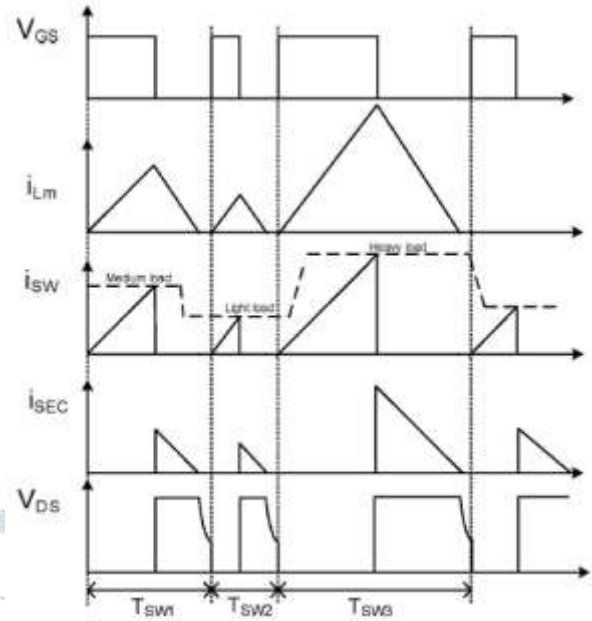 VGS
iLm
Heavy load
iSW
Medium load
Light load
iSEC
VDS
TSW1 TSW2 TSW3